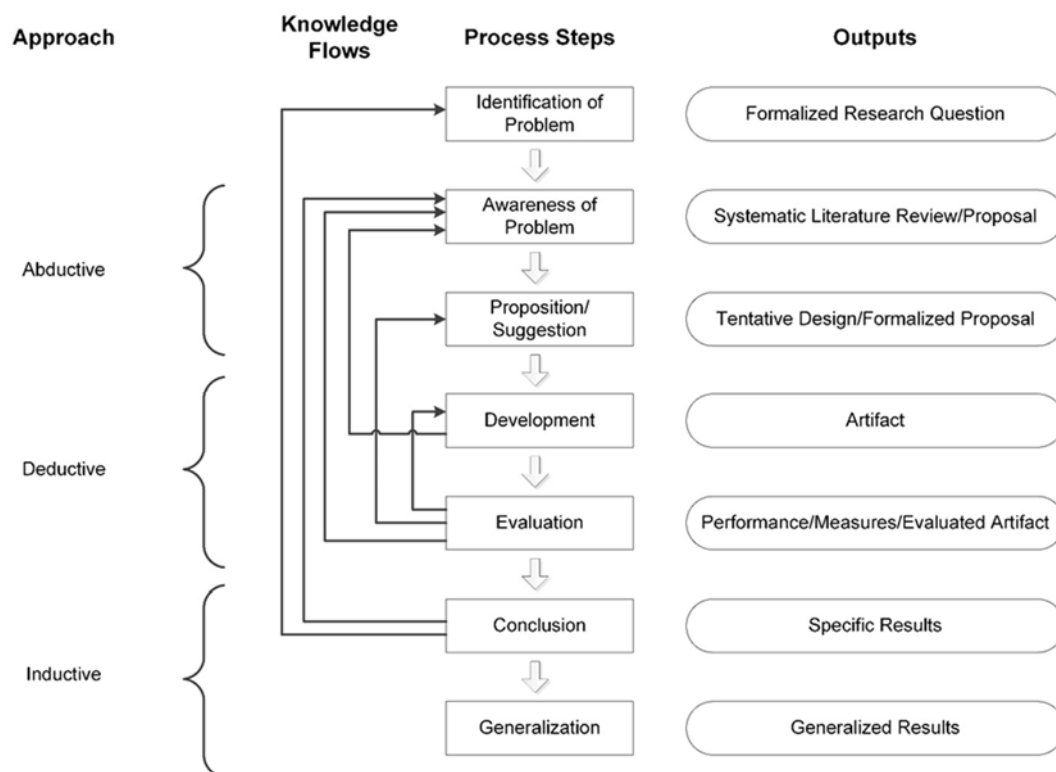 Approach
Knowledge
Flows
Process Steps
Outputs
Identification of
Problem
Formalized Research Question
Awareness of
Problem
Systematic Literature Review/Proposal
Abductive
Proposition/
Suggestion
Tentative Design/Formalized Proposal
Development
Artifact
Deductive
Evaluation
Performance/Measures/Evaluated Artifact
Conclusion
Specific Results
Inductive
Generalization
Generalized Results